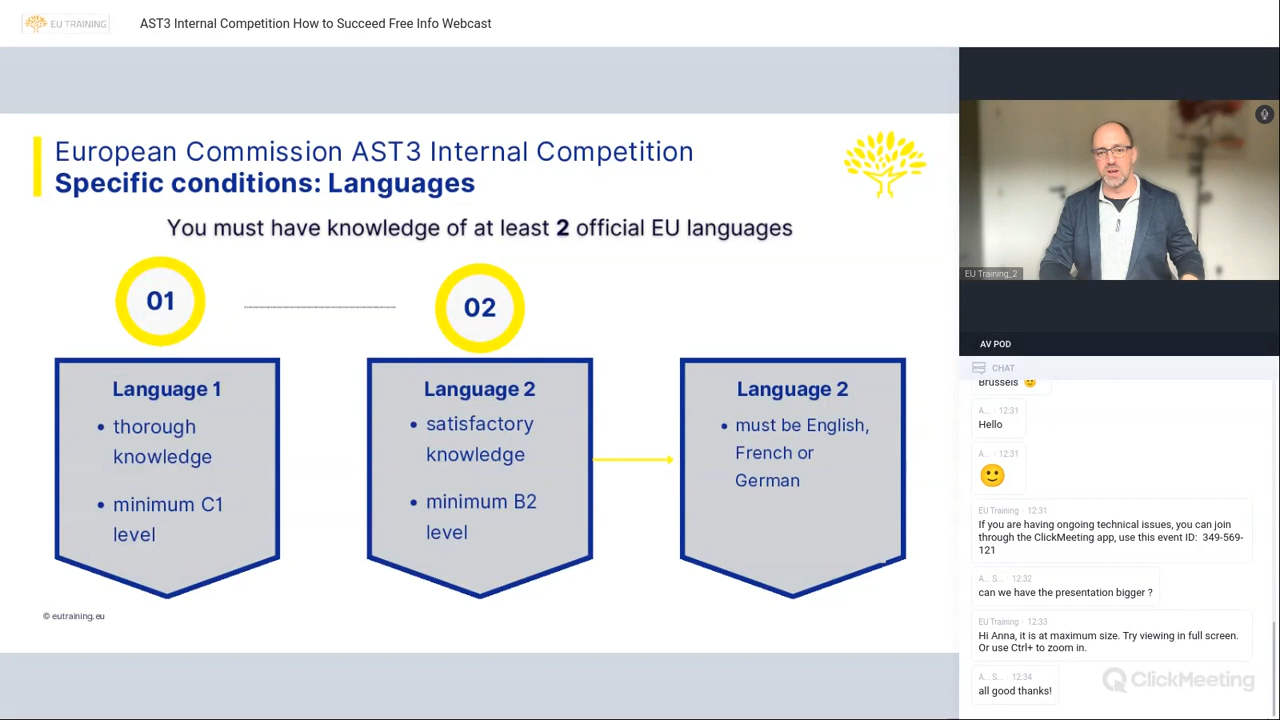 EU TRAINING
AST3 Internal Competition How to Succeed Free Info Webcast
European Commission AST3 Internal Competition
Specific conditions: Languages
You must have knowledge of at least 2 official EU languages
01
02
Language 1
• thorough
knowledge
• minimum C1
level
Language 2
• satisfactory
knowledge
• minimum B2
level
Language 2
• must be English,
French or
German
© eutraining.eu
EU Training_2
AV POD
CHAT
Brussels 🙂
A... · 12:31
Hello
A... · 12:31
🙂
EU Training · 12:31
If you are having ongoing technical issues, you can join
through the ClickMeeting app, use this event ID: 349-569-
121
A... S... · 12:32
can we have the presentation bigger ?
EU Training · 12:33
Hi Anna, it is at maximum size. Try viewing in full screen.
Or use Ctrl+ to zoom in.
A... S... · 12:34
all good thanks!
ClickMeeting